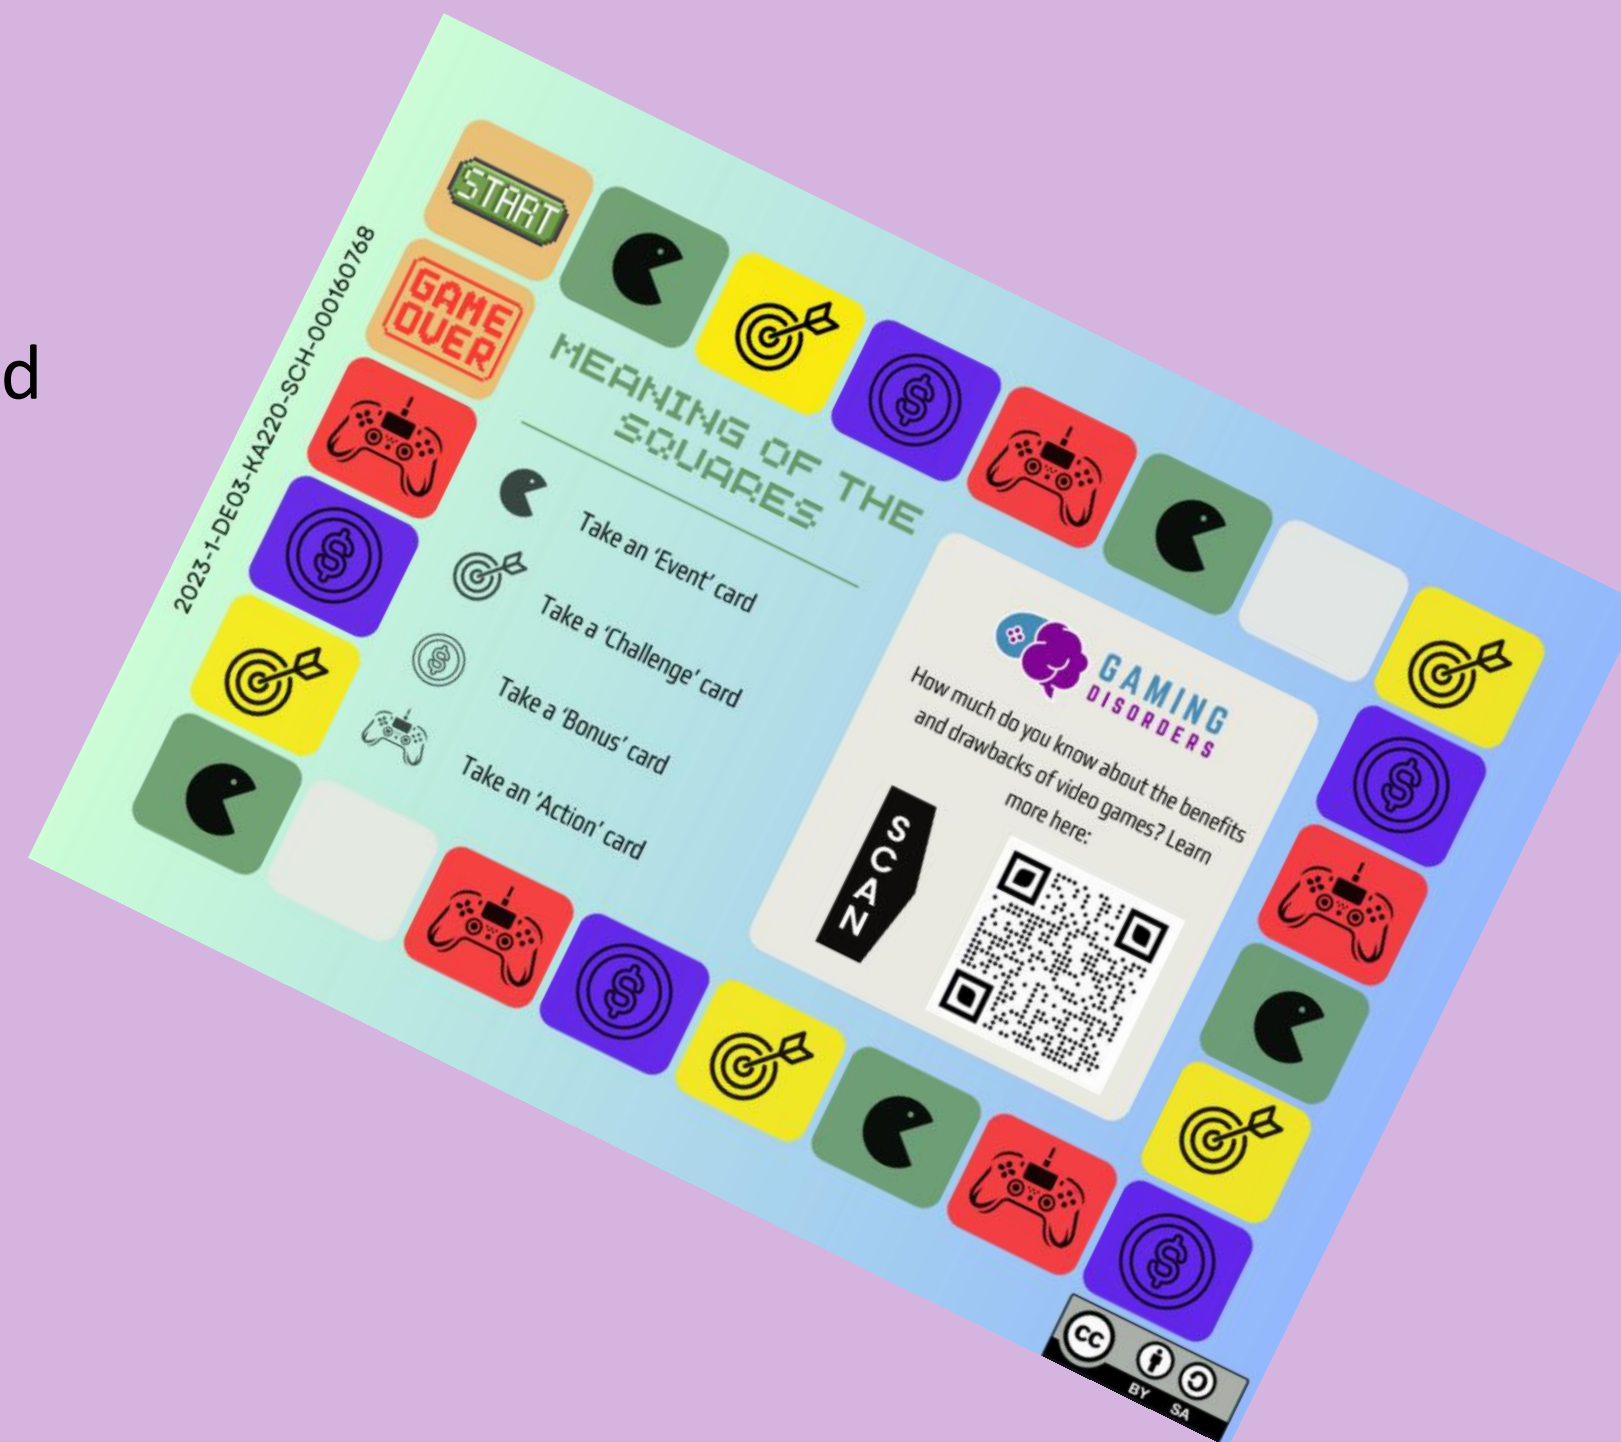 d
2023-1-DE03-KA220-SCH-000160768
START
GAME
OVER
MEANING OF THE
SQUARES
Take an ‘Event’ card
Take a ‘Challenge’ card
Take a ‘Bonus’ card
Take an ‘Action’ card
GAMING
DISORDERS
How much do you know about the benefits
and drawbacks of video games? Learn
more here:
SCAN
cc
BY SA